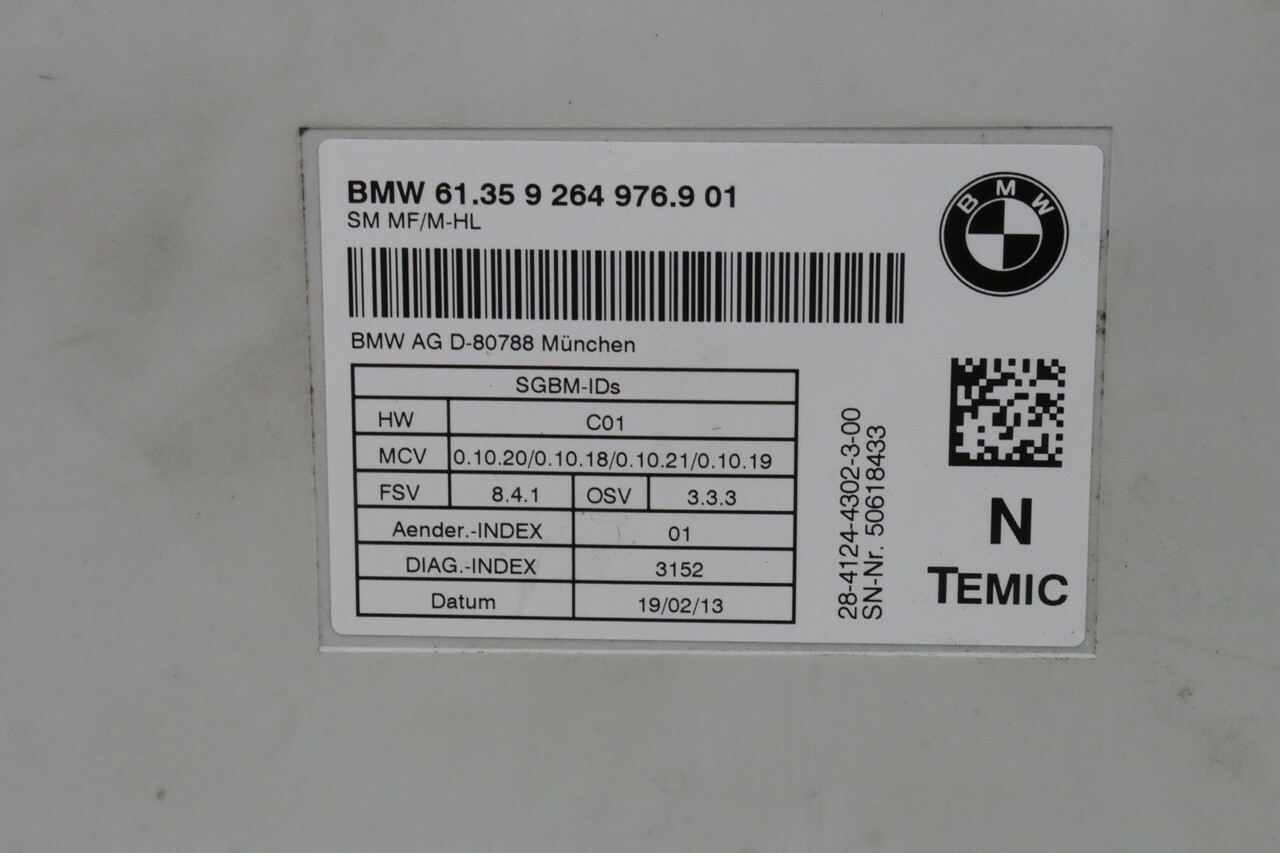 BMW 61.35 9 264 976.9 01
SM MF/M-HL
BMW
BMW AG D-80788 München
SGBM-IDs
HW C01
MCV 0.10.20/0.10.18/0.10.21/0.10.19
FSV 8.4.1 OSV 3.3.3
Aender.-INDEX 01
DIAG.-INDEX 3152
Datum 19/02/13
28-4124-4302-3-00
SN-Nr. 50618433
N
TEMIC